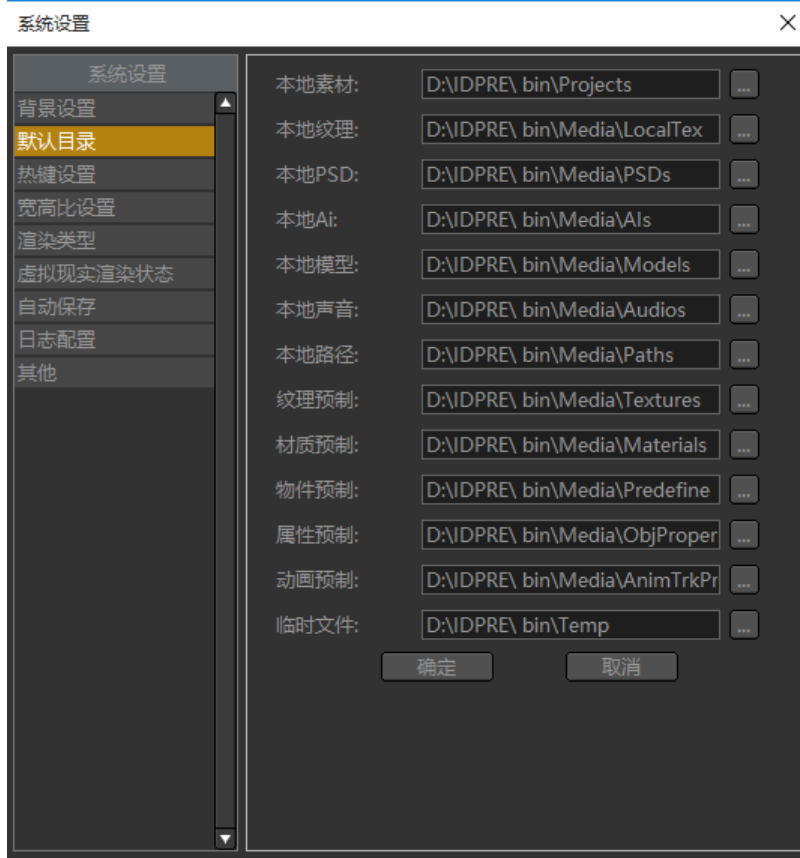 系统设置
系统设置
背景设置
默认目录
热键设置
宽高比设置
渲染类型
虚拟现实渲染状态
自动保存
日志配置
其他
本地素材: D:\IDPRE\ bin\Projects ...
本地纹理: D:\IDPRE\ bin\Media\LocalTex ...
本地PSD: D:\IDPRE\ bin\Media\PSDs ...
本地Ai: D:\IDPRE\ bin\Media\AIs ...
本地模型: D:\IDPRE\ bin\Media\Models ...
本地声音: D:\IDPRE\ bin\Media\Audios ...
本地路径: D:\IDPRE\ bin\Media\Paths ...
纹理预制: D:\IDPRE\ bin\Media\Textures ...
材质预制: D:\IDPRE\ bin\Media\Materials ...
物件预制: D:\IDPRE\ bin\Media\Predefine ...
属性预制: D:\IDPRE\ bin\Media\ObjProper ...
动画预制: D:\IDPRE\ bin\Media\AnimTrkPr ...
临时文件: D:\IDPRE\ bin\Temp ...
确定 取消